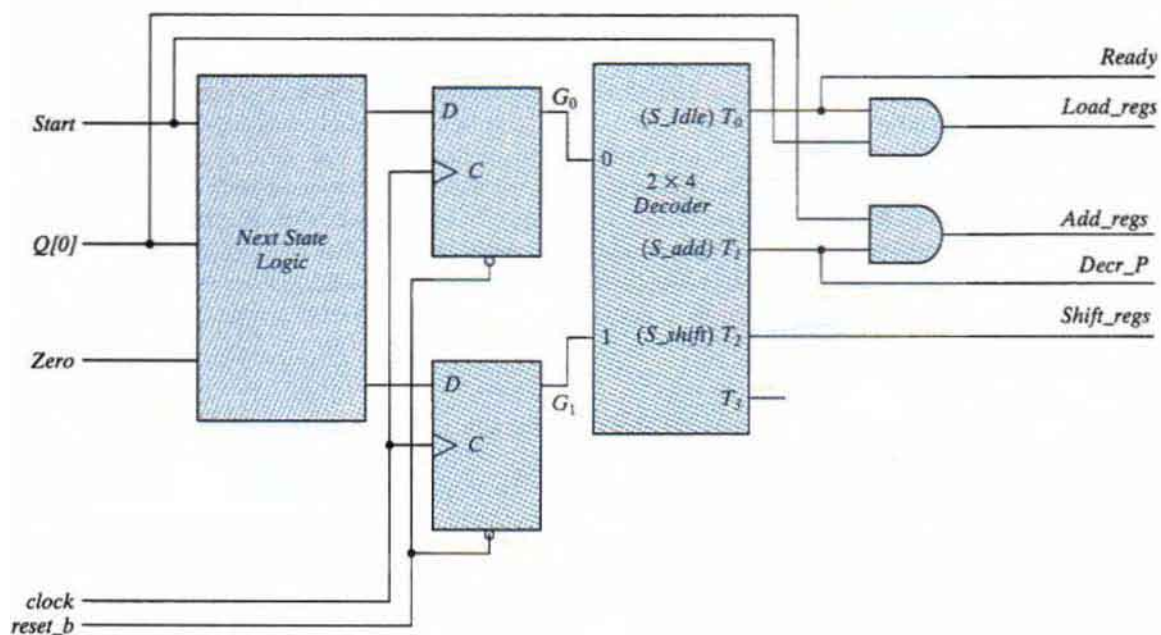 Ready
Load_regs
Start
D
G₀
(S_Idle) T₀
0
C
2 × 4
Decoder
Add_regs
Q[0]
Next State
Logic
(S_add) T₁
Decr_P
Shift_regs
1
(S_shift) T₂
Zero
D
G₁
T₃
C
clock
reset_b